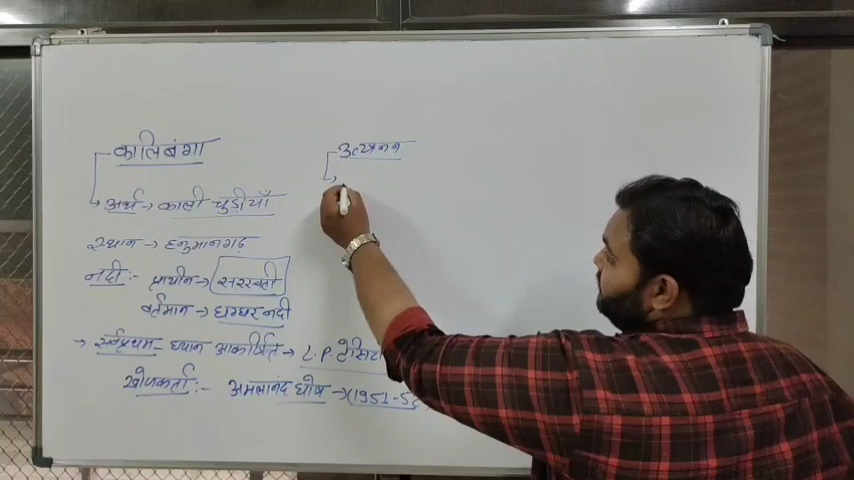 कालिबंगा
अर्थ → काली चुडीयाँ
स्थान → हनुमानगढ़
नदी :- प्राचीन → सरस्वती
वर्तमान → घग्घर नदी
→ सर्वप्रथम ध्यान आकर्षित → L.P.
खोजकर्ता :- अमलानंद घोष → (1951-52
उत्खनन